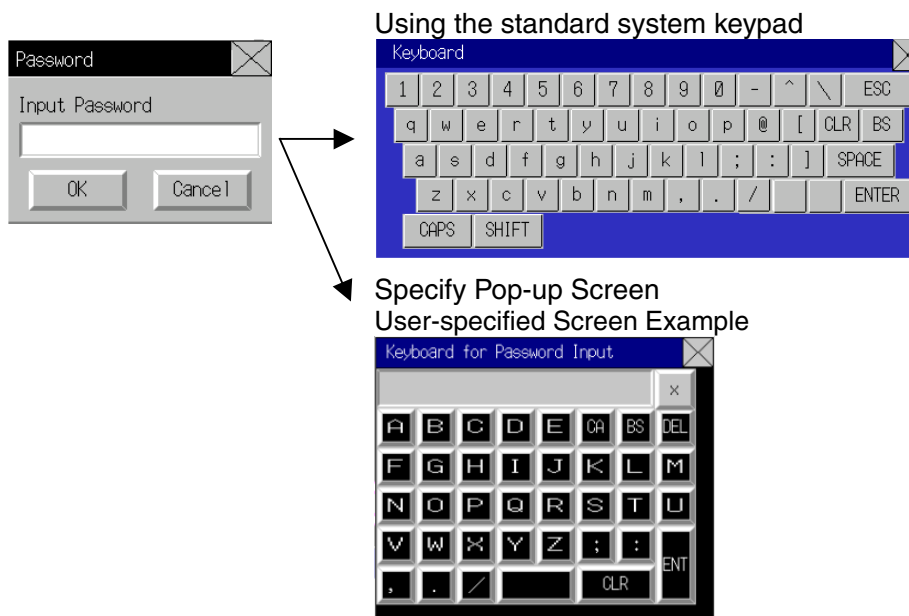 Using the standard system keypad
Password
Input Password
OK Cancel
Keyboard
1 2 3 4 5 6 7 8 9 0 - ^ \ ESC
q w e r t y u i o p @ [ CLR BS
a s d f g h j k l ; : ] SPACE
z x c v b n m , . / ENTER
CAPS SHIFT
Specify Pop-up Screen
User-specified Screen Example
Keyboard for Password Input
×
A B C D E CA BS DEL
F G H I J K L M
N O P Q R S T U
V W X Y Z ; : ENT
, . / CLR